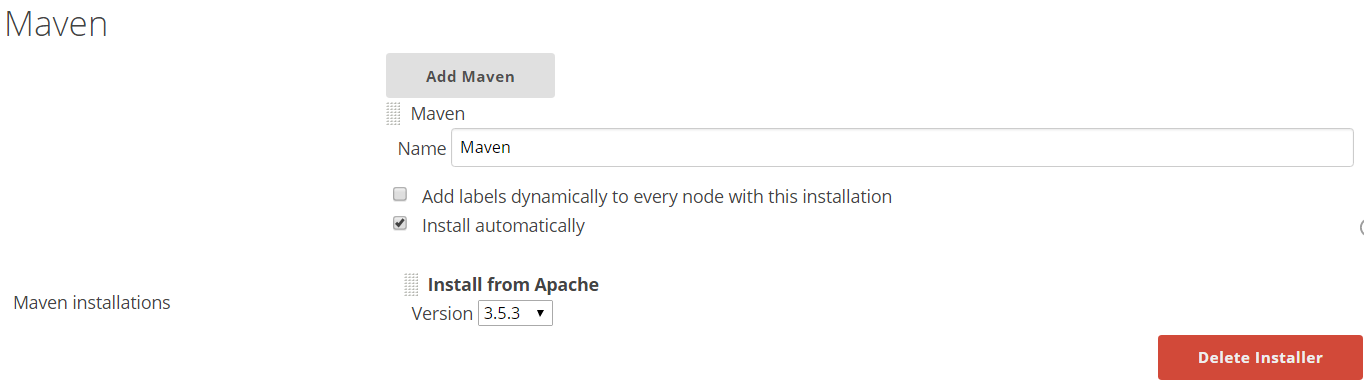 Maven
Add Maven
Maven
Name Maven
Add labels dynamically to every node with this installation
Install automatically
Install from Apache
Maven installations
Version 3.5.3
Delete Installer